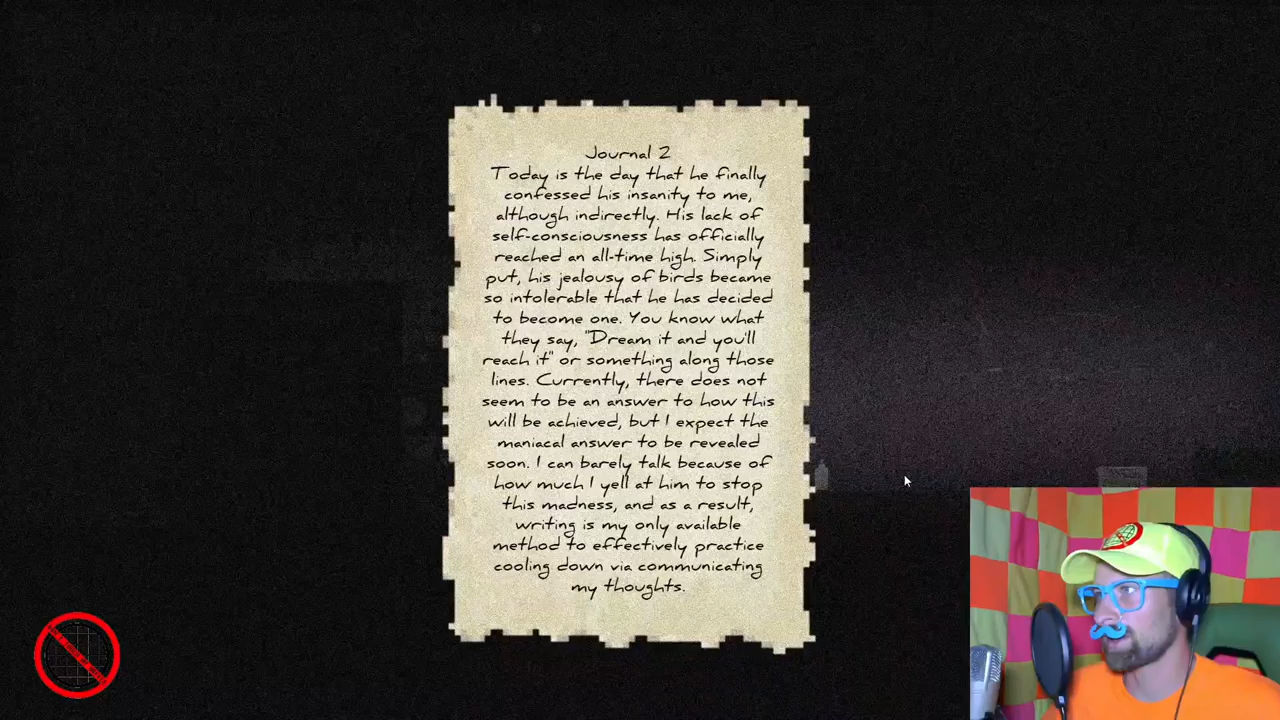 Journal 2
Today is the day that he finally
confessed his insanity to me,
although indirectly. His lack of
self-consciousness has officially
reached an all-time high. Simply
put, his jealousy of birds became
so intolerable that he has decided
to become one. You know what
they say, "Dream it and you'll
reach it" or something along those
lines. Currently, there does not
seem to be an answer to how this
will be achieved, but I expect the
maniacal answer to be revealed
soon. I can barely talk because of
how much I yell at him to stop
this madness, and as a result,
writing is my only available
method to effectively practice
cooling down via communicating
my thoughts.